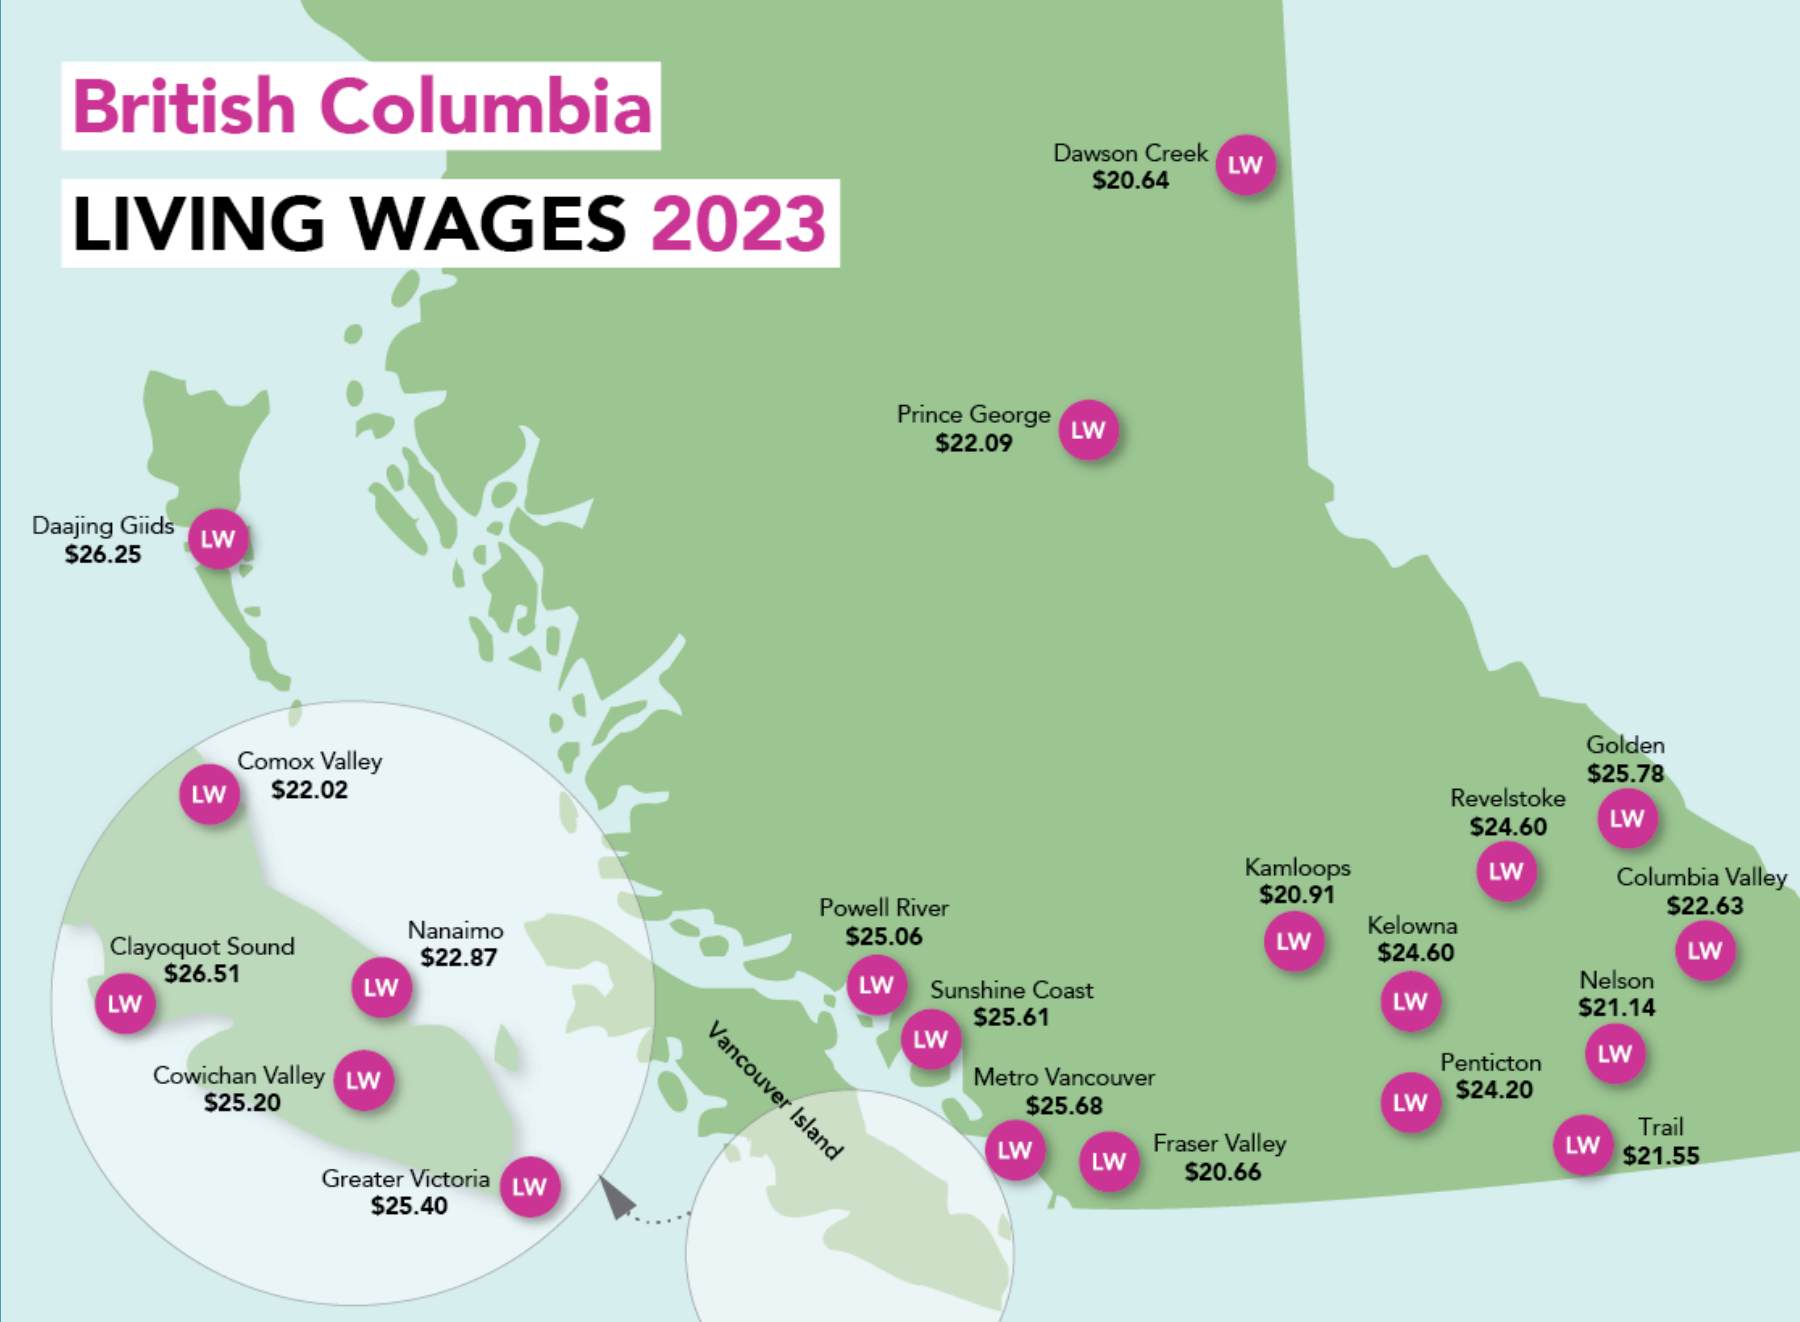 British Columbia
LIVING WAGES 2023
Dawson Creek
$20.64
LW
Prince George
$22.09
LW
Daajing Giids
$26.25
LW
Comox Valley
$22.02
LW
Clayoquot Sound
$26.51
LW
Nanaimo
$22.87
LW
Cowichan Valley
$25.20
LW
Greater Victoria
$25.40
LW
Vancouver Island
Powell River
$25.06
LW
Sunshine Coast
$25.61
LW
Metro Vancouver
$25.68
LW
Fraser Valley
$20.66
LW
Kamloops
$20.91
LW
Kelowna
$24.60
LW
Penticton
$24.20
LW
Revelstoke
$24.60
LW
Golden
$25.78
LW
Columbia Valley
$22.63
LW
Nelson
$21.14
LW
Trail
$21.55
LW